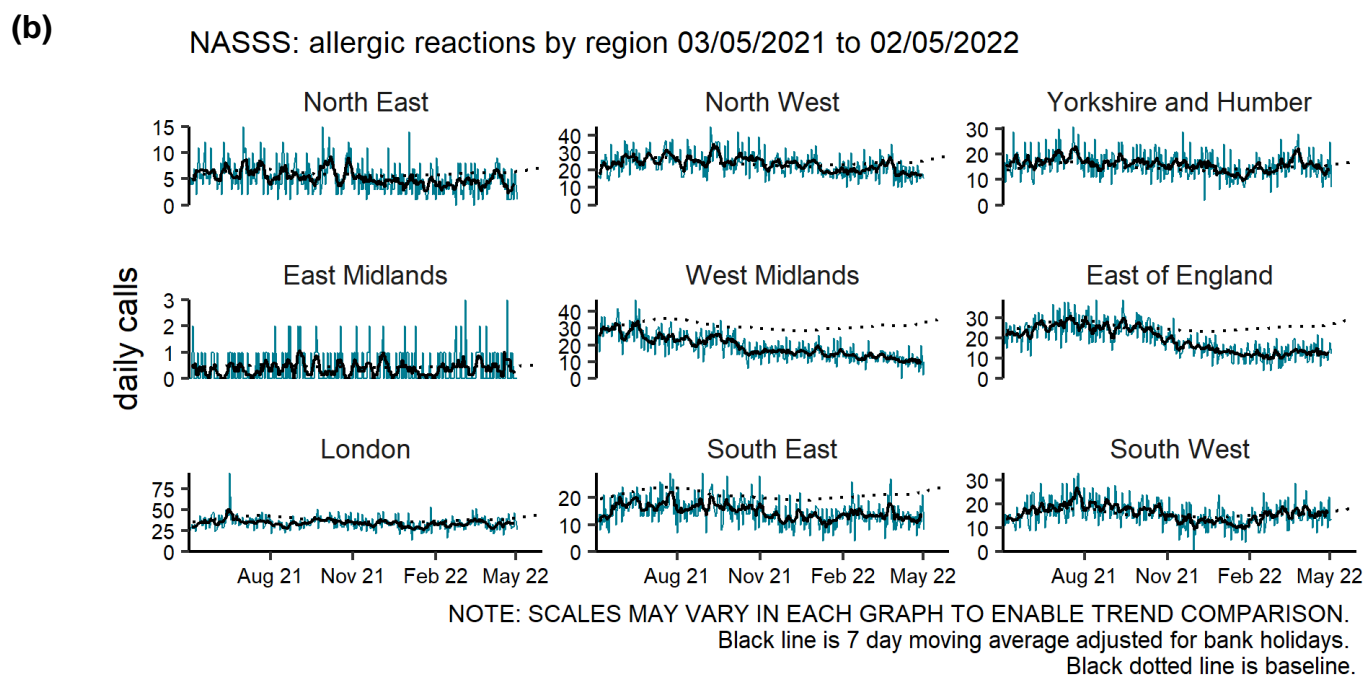 (b)
NASSS: allergic reactions by region 03/05/2021 to 02/05/2022
North East
North West
Yorkshire and Humber
15
10
5
0
40
30
20
10
0
30
20
10
0
daily calls
East Midlands
West Midlands
East of England
3
2
1
0
40
30
20
10
0
30
20
10
0
London
South East
South West
75
50
25
0
20
10
0
30
20
10
0
Aug 21 Nov 21 Feb 22 May 22
Aug 21 Nov 21 Feb 22 May 22
Aug 21 Nov 21 Feb 22 May 22
NOTE: SCALES MAY VARY IN EACH GRAPH TO ENABLE TREND COMPARISON.
Black line is 7 day moving average adjusted for bank holidays.
Black dotted line is baseline.